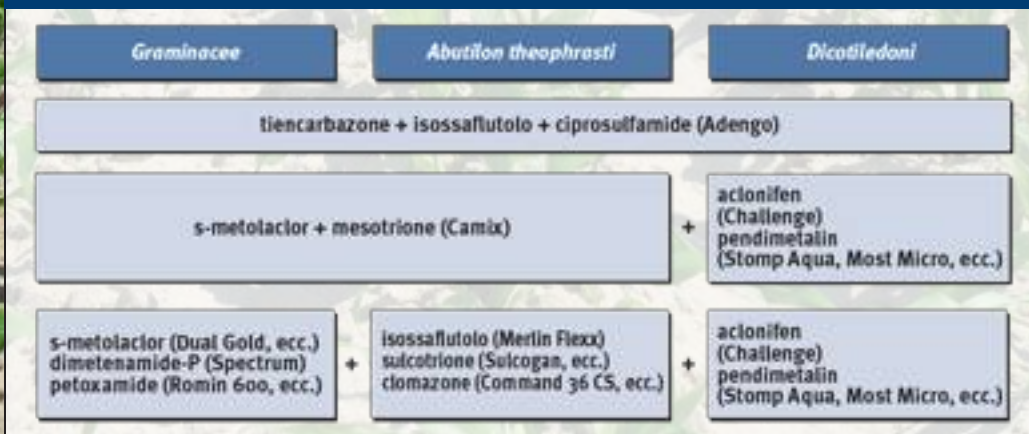 Graminacee
Abutilon theophrasti
Dicotiledoni
tiencarbazone + isossaflutolo + ciprosulfamide (Adengo)
s-metolaclor + mesotrione (Camix)
+
aclonifen
(Challenge)
pendimetalin
(Stomp Aqua, Most Micro, ecc.)
s-metolaclor (Dual Gold, ecc.)
dimetenamide-P (Spectrum)
petoxamide (Romin 600, ecc.)
+
isossaflutolo (Merlin Flexx)
sulcotrione (Sulcogan, ecc.)
clomazone (Command 36 CS, ecc.)
+
aclonifen
(Challenge)
pendimetalin
(Stomp Aqua, Most Micro, ecc.)